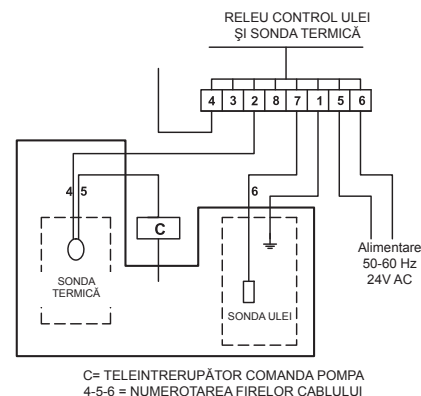 RELEU CONTROL ULEI
ŞI SONDA TERMICĂ
4 3 2 8 7 1 5 6
4 5
6
C
SONDA
TERMICĂ
SONDA ULEI
Alimentare
50-60 Hz
24V AC
C= TELEINTRERUPĂTOR COMANDA POMPA
4-5-6 = NUMEROTAREA FIRELOR CABLULUI